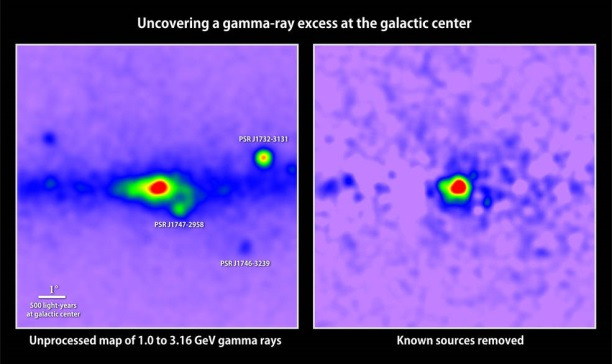 Uncovering a gamma-ray excess at the galactic center
PSR J1732-3131
PSR J1747-2958
PSR J1746-3239
1°
500 light-years
at galactic center
Unprocessed map of 1.0 to 3.16 GeV gamma rays
Known sources removed